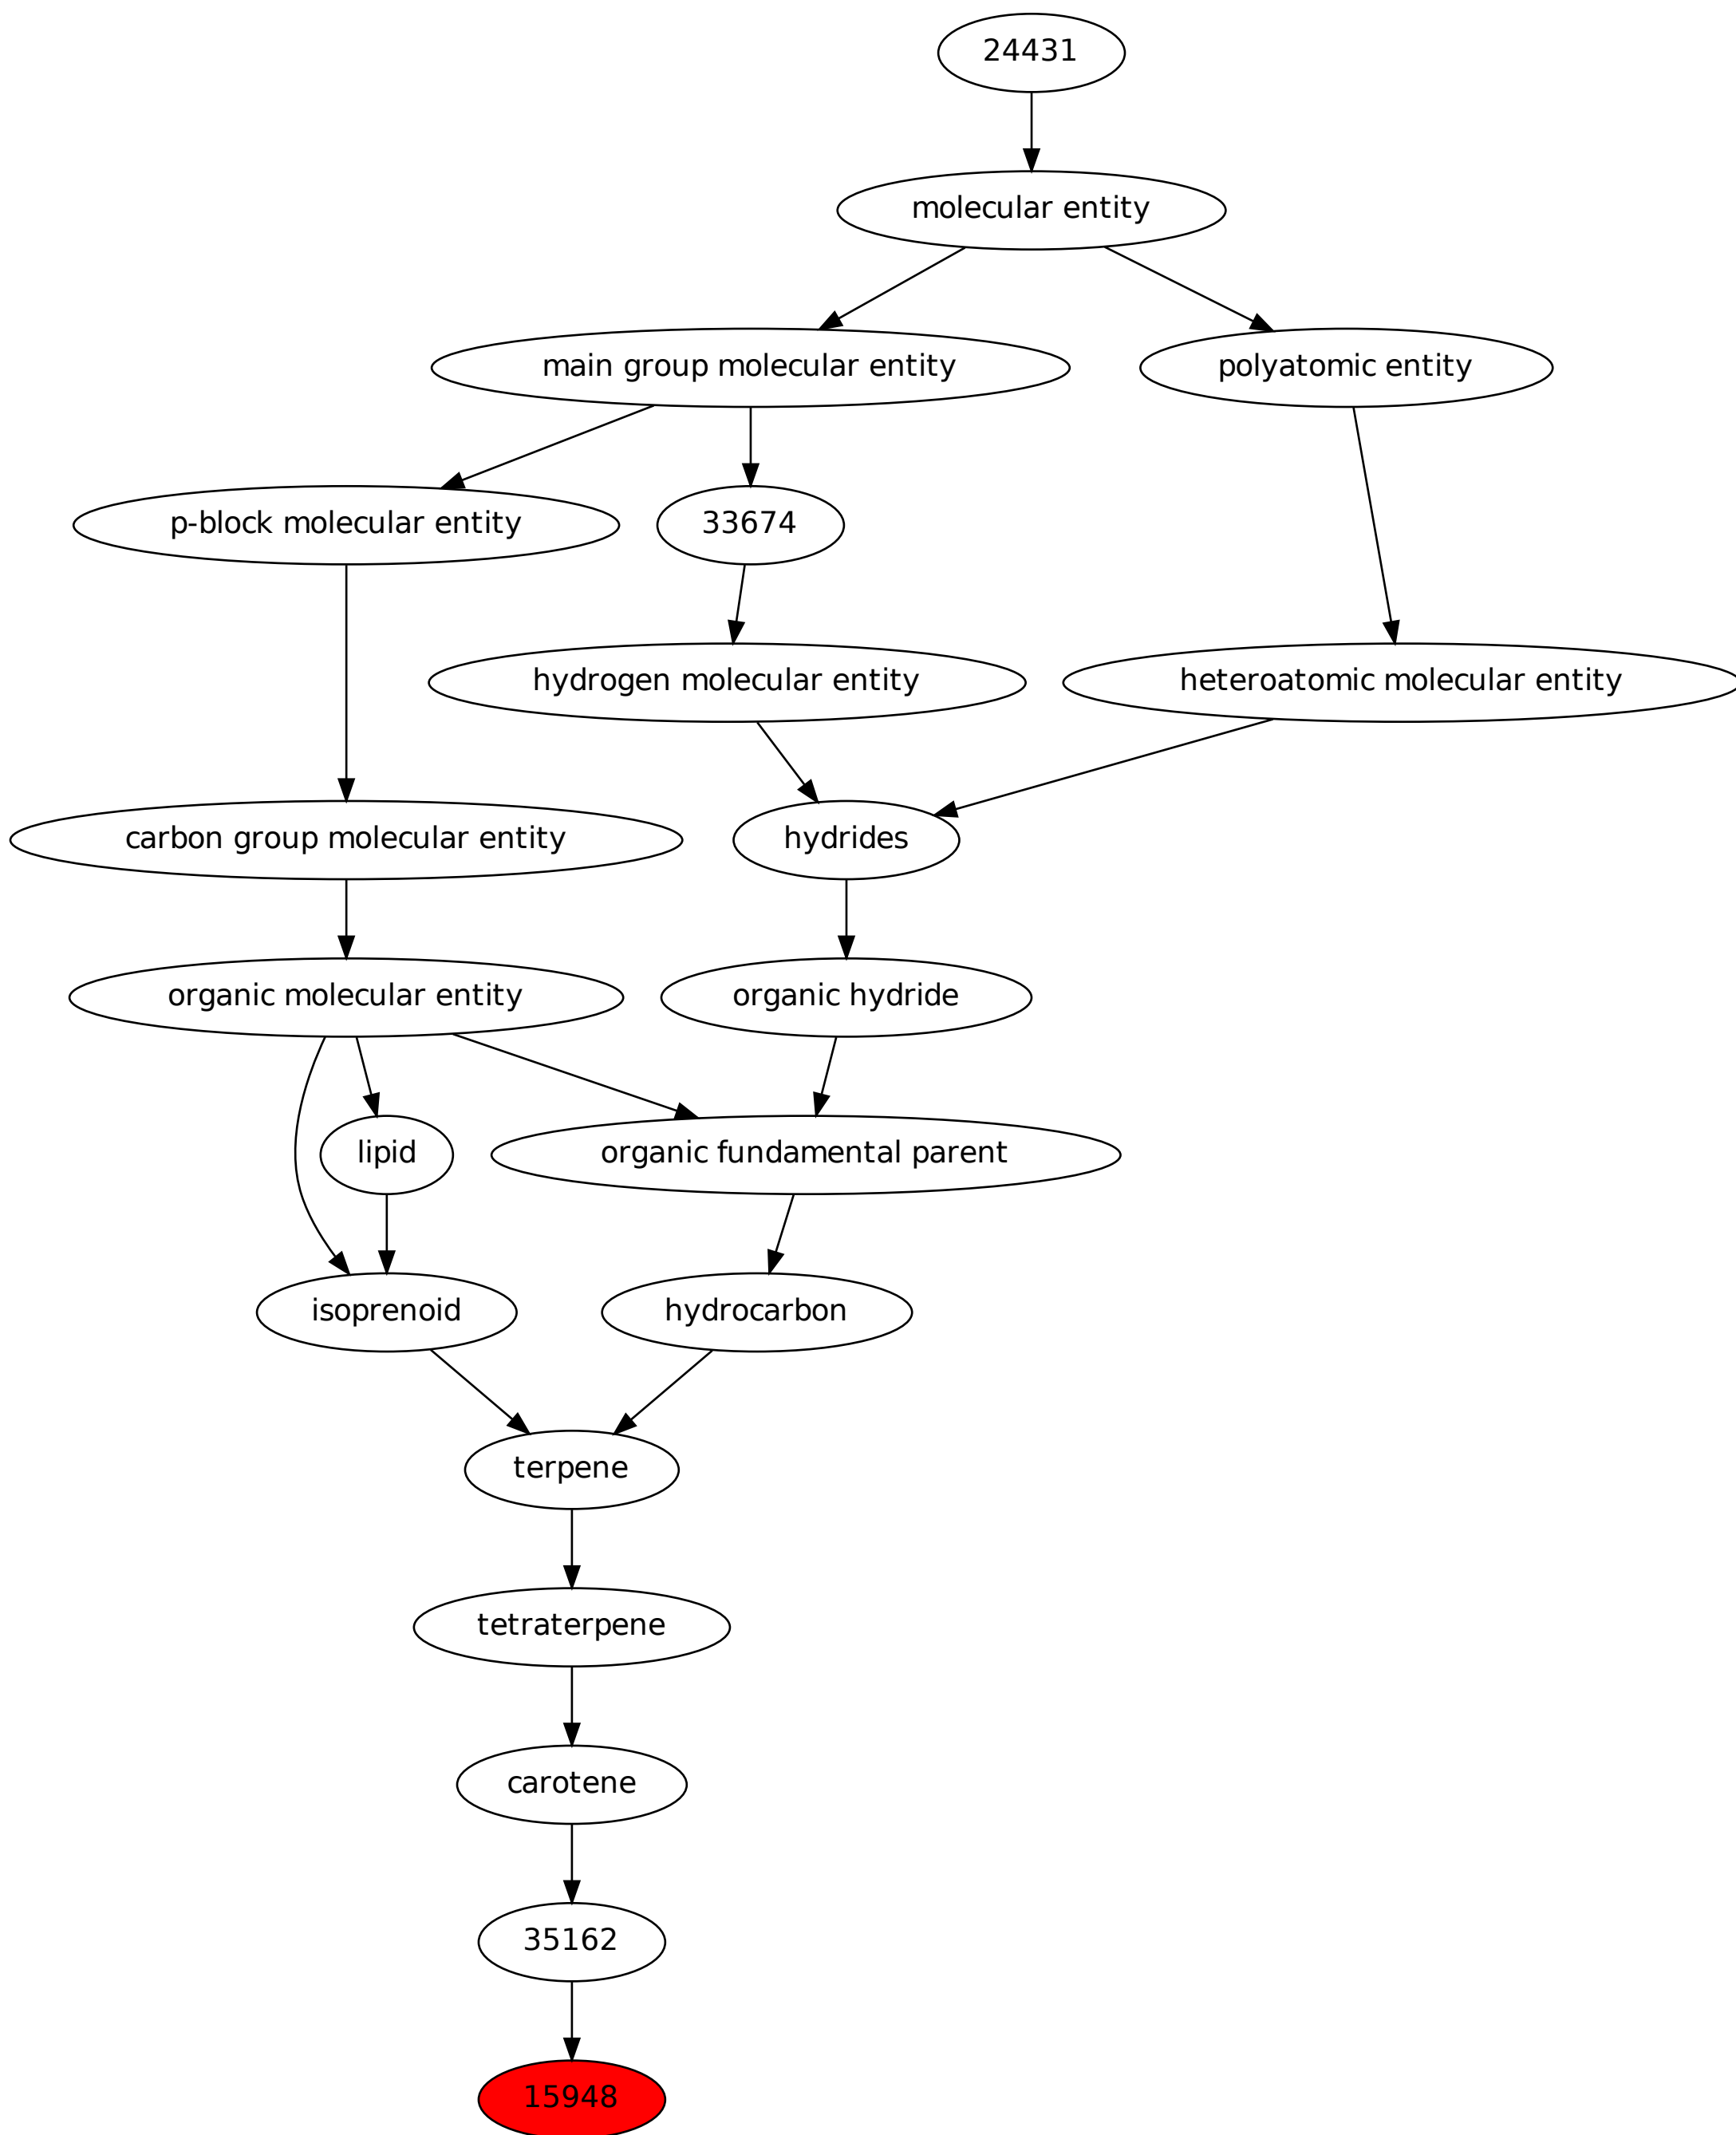 24431
molecular entity
main group molecular entity
polyatomic entity
p-block molecular entity
33674
hydrogen molecular entity
heteroatomic molecular entity
carbon group molecular entity
hydrides
organic molecular entity
organic hydride
lipid
organic fundamental parent
isoprenoid
hydrocarbon
terpene
tetraterpene
carotene
35162
15948